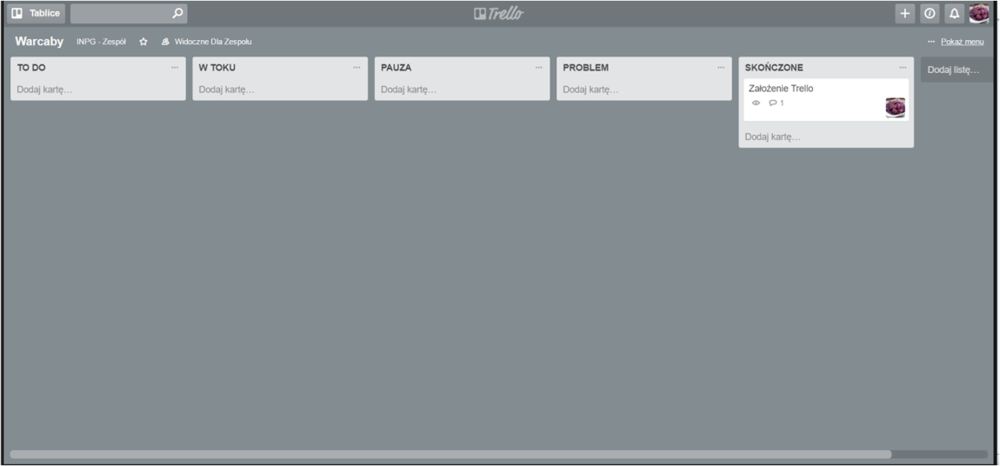 Tablice
Trello
Warcaby INPG - Zespół Widoczne Dla Zespołu ... Pokaż menu
TO DO ...
Dodaj kartę...
W TOKU ...
Dodaj kartę...
PAUZA ...
Dodaj kartę...
PROBLEM ...
Dodaj kartę...
SKOŃCZONE ...
Założenie Trello
1
Dodaj kartę...
Dodaj listę...